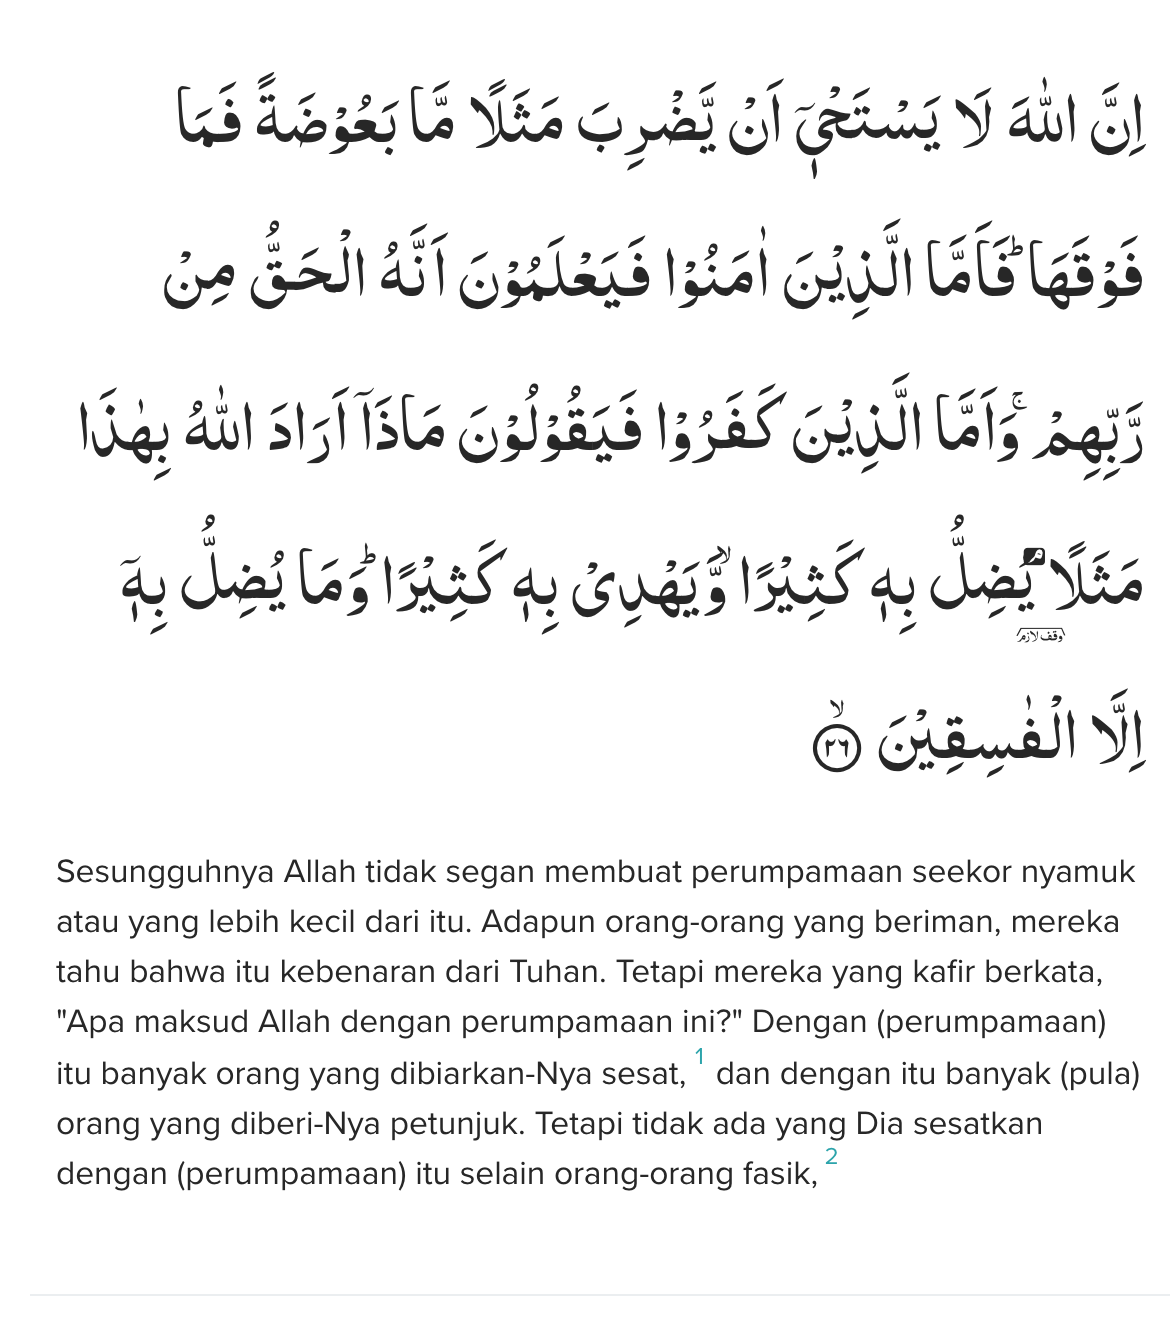 اِنَّ اللّٰهَ لَا يَسْتَحْيٖٓ اَنْ يَّضْرِبَ مَثَلًا مَّا بَعُوْضَةً فَمَا
فَوْقَهَا ۗ فَاَمَّا الَّذِيْنَ اٰمَنُوْا فَيَعْلَمُوْنَ اَنَّهُ الْحَقُّ مِنْ
رَّبِّهِمْ ۚ وَاَمَّا الَّذِيْنَ كَفَرُوْا فَيَقُوْلُوْنَ مَاذَآ اَرَادَ اللّٰهُ بِهٰذَا
مَثَلًا ۘ يُضِلُّ بِهٖ كَثِيْرًا وَّيَهْدِيْ بِهٖ كَثِيْرًا ۗ وَمَا يُضِلُّ بِهٖٓ
وقف لازم
اِلَّا الْفٰسِقِيْنَ ۙ ٢٦
Sesungguhnya Allah tidak segan membuat perumpamaan seekor nyamuk
atau yang lebih kecil dari itu. Adapun orang-orang yang beriman, mereka
tahu bahwa itu kebenaran dari Tuhan. Tetapi mereka yang kafir berkata,
"Apa maksud Allah dengan perumpamaan ini?" Dengan (perumpamaan)
itu banyak orang yang dibiarkan-Nya sesat, 1 dan dengan itu banyak (pula)
orang yang diberi-Nya petunjuk. Tetapi tidak ada yang Dia sesatkan
dengan (perumpamaan) itu selain orang-orang fasik, 2